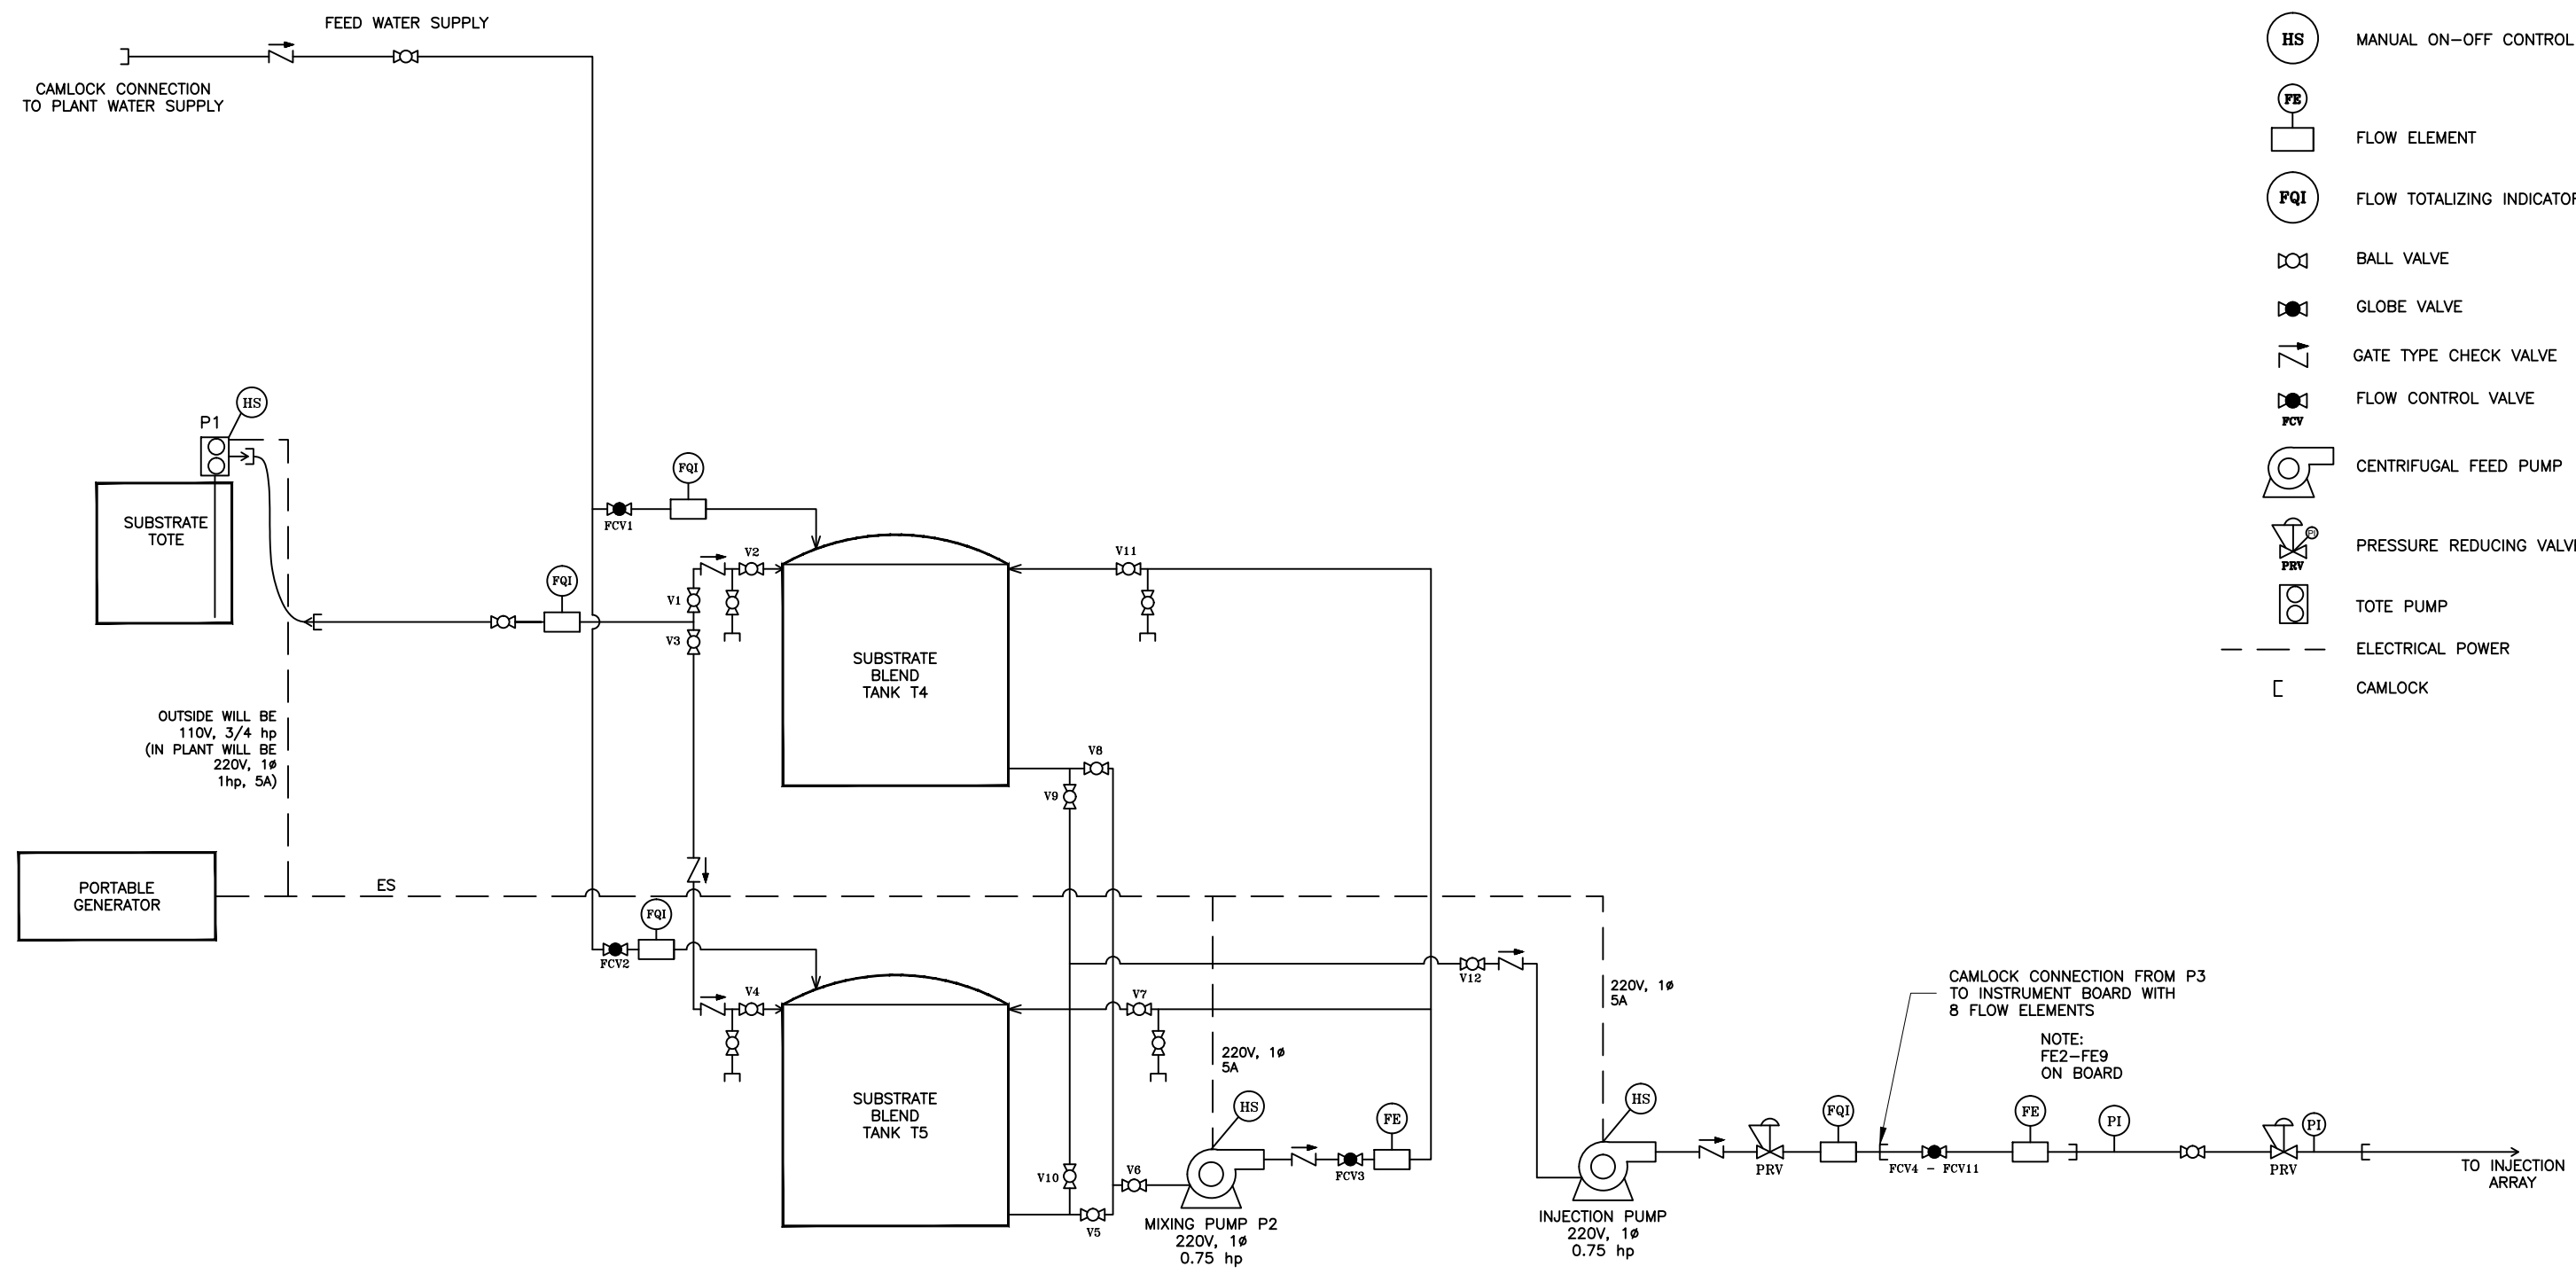 FEED WATER SUPPLY
CAMLOCK CONNECTION
TO PLANT WATER SUPPLY
HS
P1
SUBSTRATE
TOTE
FQI
FCV1
FQI
V1
V2
V3
V11
SUBSTRATE
BLEND
TANK T4
OUTSIDE WILL BE
110V, 3/4 hp
(IN PLANT WILL BE
220V, 1ø
1hp, 5A)
V8
V9
PORTABLE
GENERATOR
ES
FQI
FCV2
V4
V7
V12
SUBSTRATE
BLEND
TANK T5
220V, 1ø
5A
220V, 1ø
5A
CAMLOCK CONNECTION FROM P3
TO INSTRUMENT BOARD WITH
8 FLOW ELEMENTS
NOTE:
FE2-FE9
ON BOARD
V10
V6
V5
HS
FE
FCV3
MIXING PUMP P2
220V, 1ø
0.75 hp
HS
INJECTION PUMP
220V, 1ø
0.75 hp
PRV
FQI
FCV4 - FCV11
FE
PI
PRV
PI
TO INJECTION
ARRAY
HS MANUAL ON-OFF CONTROL
FE
FLOW ELEMENT
FQI FLOW TOTALIZING INDICATOR
BALL VALVE
GLOBE VALVE
GATE TYPE CHECK VALVE
FLOW CONTROL VALVE
FCV
CENTRIFUGAL FEED PUMP
PI
PRESSURE REDUCING VALVE
PRV
TOTE PUMP
ELECTRICAL POWER
CAMLOCK